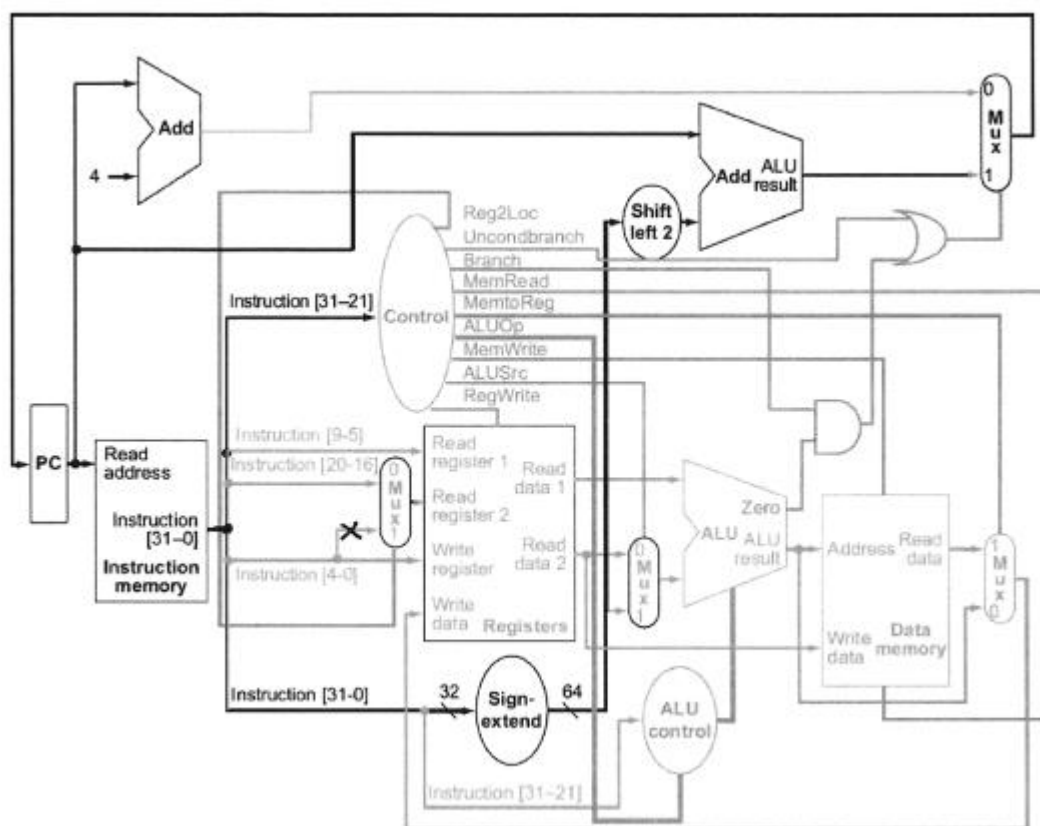 0
Add
Mux
4
ALU
Add result
1
Shift
left 2
Reg2Loc
Uncondbranch
Branch
MemRead
Instruction [31–21]
MemtoReg
Control
ALUOp
MemWrite
ALUSrc
RegWrite
Instruction [9-5]
PC
Read
address
Instruction [20-16]
Read
register 1
Read
data 1
0
Mux
1
Read
register 2
Zero
Instruction
[31–0]
Instruction
memory
ALU
ALU
result
Address
Read
data
Write
register
Read
data 2
0
Mux
1
1
Mux
0
Instruction [4-0]
Write
data
Registers
Write
data
Data
memory
Instruction [31-0]
32
Sign-
extend
64
ALU
control
Instruction [31–21]